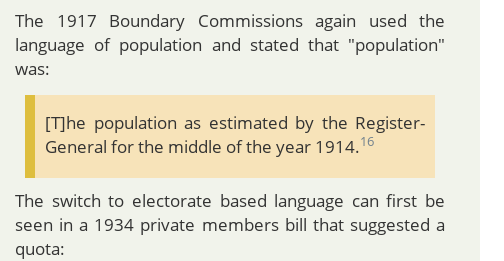 The 1917 Boundary Commissions again used the
language of population and stated that "population"
was:
[T]he population as estimated by the Register-
General for the middle of the year 1914.16
The switch to electorate based language can first be
seen in a 1934 private members bill that suggested a
quota: